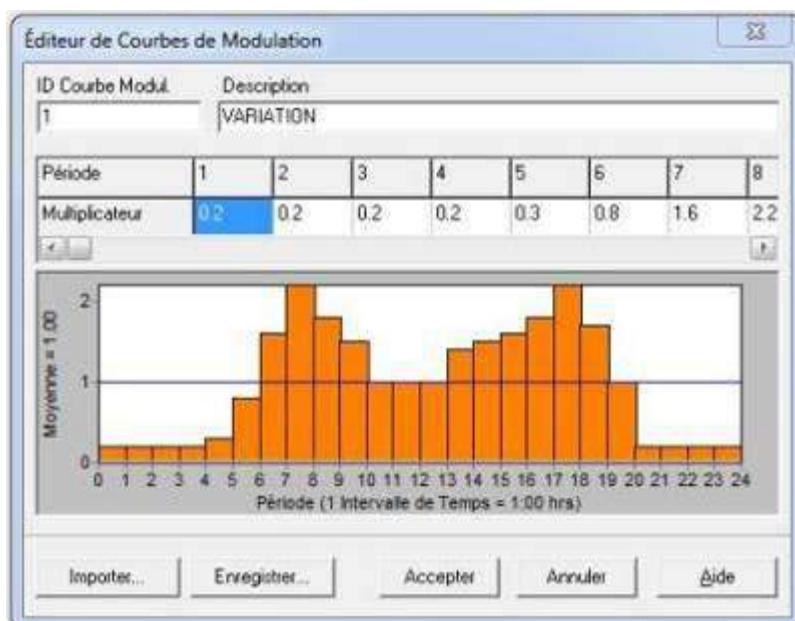 Éditeur de Courbes de Modulation
ID Courbe Modul. Description
1 VARIATION
Période 1 2 3 4 5 6 7 8
Multiplicateur 0.2 0.2 0.2 0.2 0.3 0.8 1.6 2.2
2
1
0
Moyenne = 1.00
0 1 2 3 4 5 6 7 8 9 10 11 12 13 14 15 16 17 18 19 20 21 22 23 24
Période (1 Intervalle de Temps = 1:00 hrs)
Importer... Enregistrer... Accepter Annuler Aide